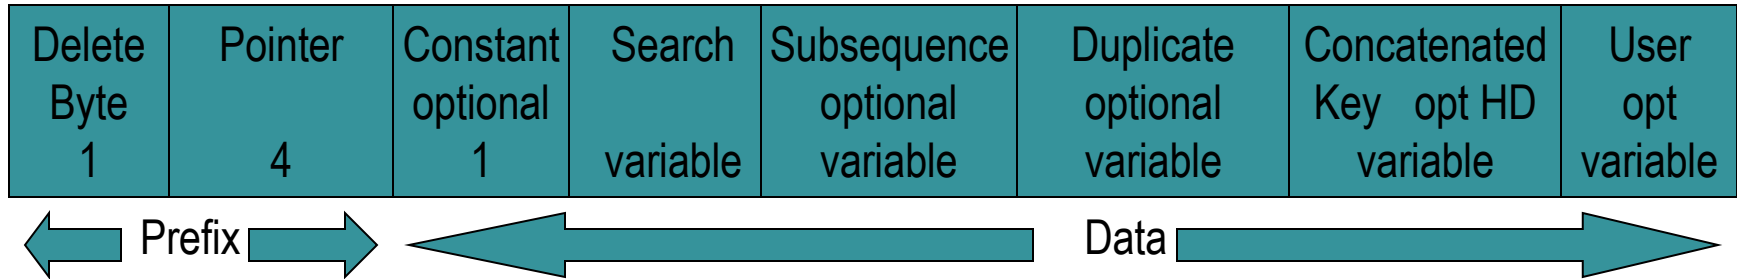 Delete
Byte
1
Pointer
4
Constant
optional
1
Search
variable
Subsequence
optional
variable
Duplicate
optional
variable
Concatenated
Key opt HD
variable
User
opt
variable
Prefix
Data